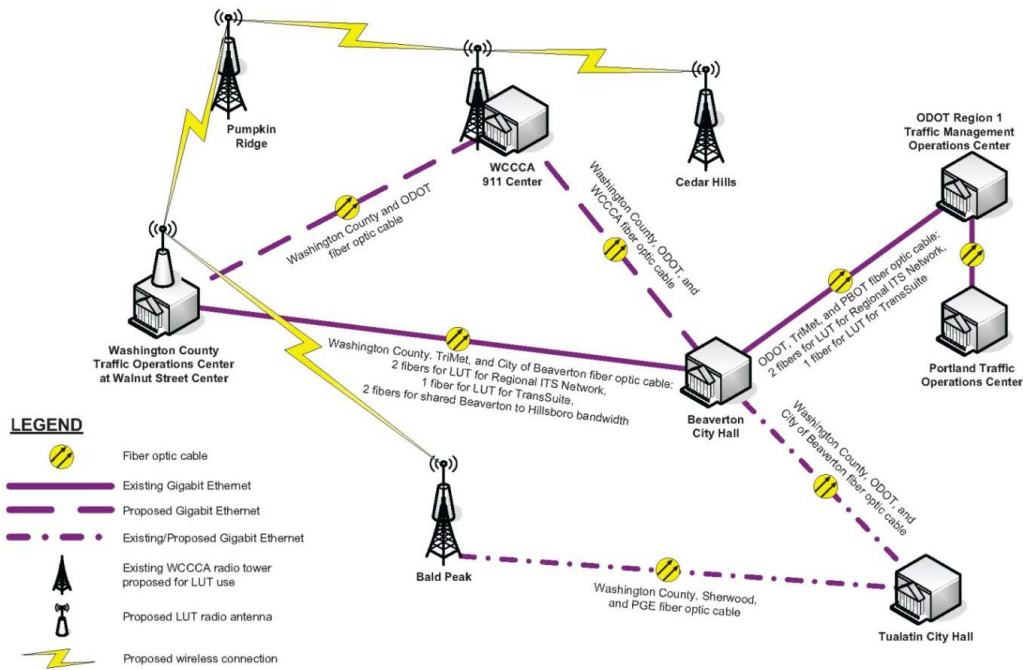 Pumpkin
Ridge
WCCCA
911 Center
Cedar Hills
ODOT Region 1
Traffic Management
Operations Center
Washington County and ODOT
fiber optic cable
Washington County, ODOT, and
WCCCA fiber optic cable
ODOT, TriMet, and PBOT fiber optic cable:
2 fibers for LUT for Regional ITS Network,
1 fiber for LUT for TransSuite
Portland Traffic
Operations Center
Washington County
Traffic Operations Center
at Walnut Street Center
Washington County, TriMet, and City of Beaverton fiber optic cable:
2 fibers for LUT for Regional ITS Network,
1 fiber for LUT for TransSuite,
2 fibers for shared Beaverton to Hillsboro bandwidth
Beaverton
City Hall
Washington County, ODOT, and
City of Beaverton fiber optic cable
Bald Peak
Washington County, Sherwood,
and PGE fiber optic cable
Tualatin City Hall
LEGEND
Fiber optic cable
Existing Gigabit Ethernet
Proposed Gigabit Ethernet
Existing/Proposed Gigabit Ethernet
Existing WCCCA radio tower
proposed for LUT use
Proposed LUT radio antenna
Proposed wireless connection